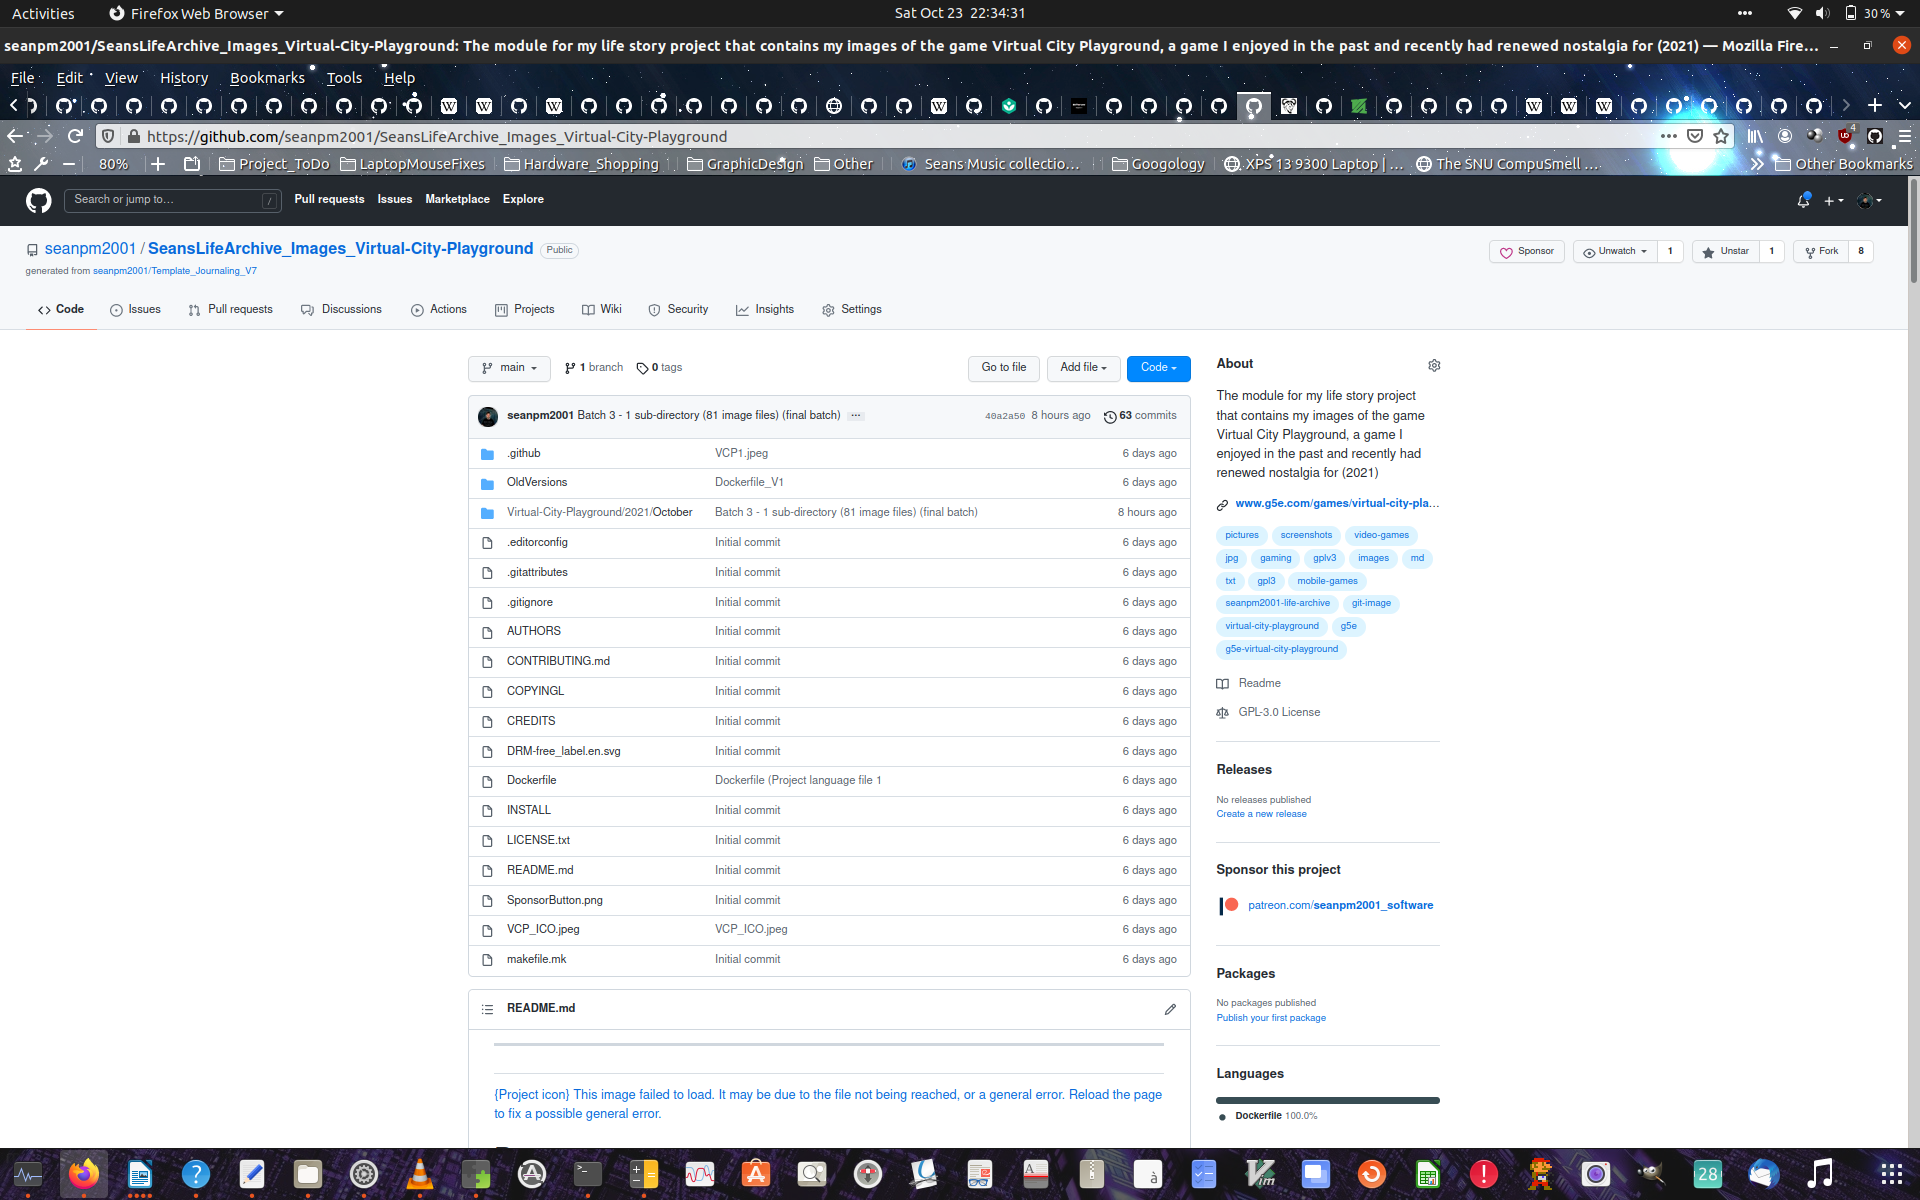 Activities Firefox Web Browser Sat Oct 23 22:34:31 30 %
seanpm2001/SeansLifeArchive_Images_Virtual-City-Playground: The module for my life story project that contains my images of the game Virtual City Playground, a game I enjoyed in the past and recently had renewed nostalgia for (2021) — Mozilla Fire…
File Edit View History Bookmarks Tools Help
https://github.com/seanpm2001/SeansLifeArchive_Images_Virtual-City-Playground
80% Project_ToDo LaptopMouseFixes Hardware_Shopping GraphicDesign Other Seans Music collectio… Googology XPS 13 9300 Laptop | … The SNU CompuSmell … Other Bookmarks
Search or jump to… / Pull requests Issues Marketplace Explore
seanpm2001 / SeansLifeArchive_Images_Virtual-City-Playground Public
Sponsor Unwatch 1 Unstar 1 Fork 8
generated from seanpm2001/Template_Journaling_V7
Code Issues Pull requests Discussions Actions Projects Wiki Security Insights Settings
main 1 branch 0 tags Go to file Add file Code
seanpm2001 Batch 3 - 1 sub-directory (81 image files) (final batch) ... 40a2a50 8 hours ago 63 commits
.github VCP1.jpeg 6 days ago
OldVersions Dockerfile_V1 6 days ago
Virtual-City-Playground/2021/October Batch 3 - 1 sub-directory (81 image files) (final batch) 8 hours ago
.editorconfig Initial commit 6 days ago
.gitattributes Initial commit 6 days ago
.gitignore Initial commit 6 days ago
AUTHORS Initial commit 6 days ago
CONTRIBUTING.md Initial commit 6 days ago
COPYINGL Initial commit 6 days ago
CREDITS Initial commit 6 days ago
DRM-free_label.en.svg Initial commit 6 days ago
Dockerfile Dockerfile (Project language file 1 6 days ago
INSTALL Initial commit 6 days ago
LICENSE.txt Initial commit 6 days ago
README.md Initial commit 6 days ago
SponsorButton.png Initial commit 6 days ago
VCP_ICO.jpeg VCP_ICO.jpeg 6 days ago
makefile.mk Initial commit 6 days ago
README.md
{Project icon} This image failed to load. It may be due to the file not being reached, or a general error. Reload the page
to fix a possible general error.
About
The module for my life story project
that contains my images of the game
Virtual City Playground, a game I
enjoyed in the past and recently had
renewed nostalgia for (2021)
www.g5e.com/games/virtual-city-pla…
pictures screenshots video-games
jpg gaming gplv3 images md
txt gpl3 mobile-games
seanpm2001-life-archive git-image
virtual-city-playground g5e
g5e-virtual-city-playground
Readme
GPL-3.0 License
Releases
No releases published
Create a new release
Sponsor this project
patreon.com/seanpm2001_software
Packages
No packages published
Publish your first package
Languages
Dockerfile 100.0%
28